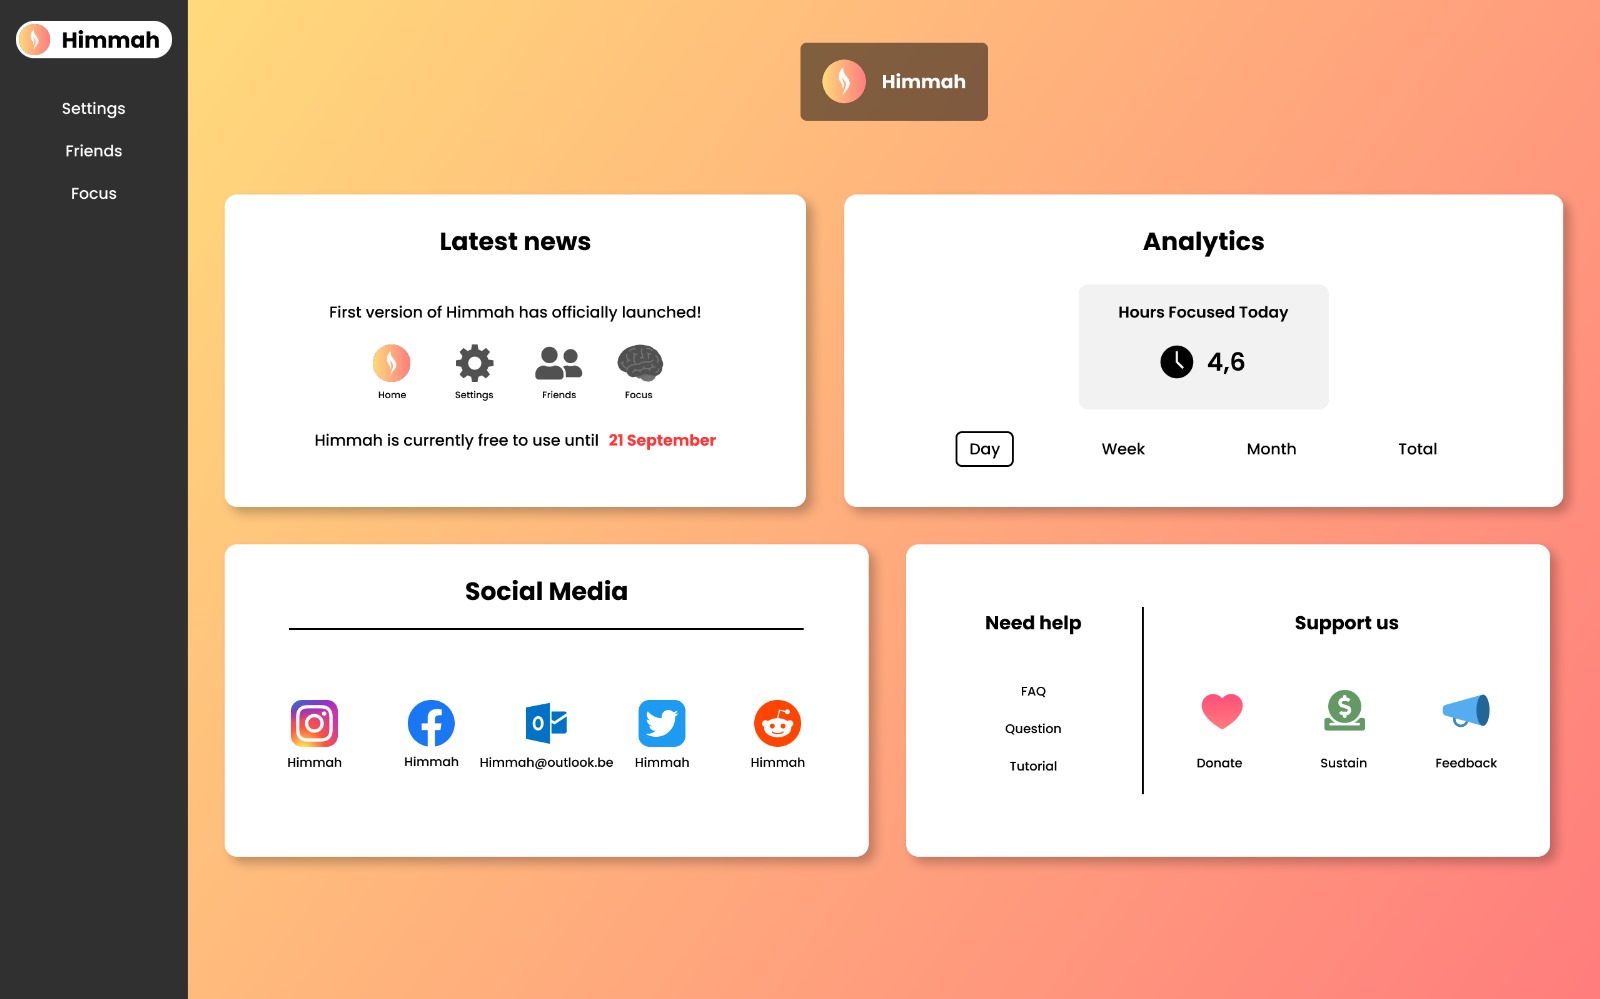 Himmah
Settings
Friends
Focus
Himmah
Latest news
First version of Himmah has officially launched!
Home Settings Friends Focus
Himmah is currently free to use until 21 September
Analytics
Hours Focused Today
4,6
Day Week Month Total
Social Media
Himmah Himmah Himmah@outlook.be Himmah Himmah
Need help
FAQ
Question
Tutorial
Support us
Donate Sustain Feedback